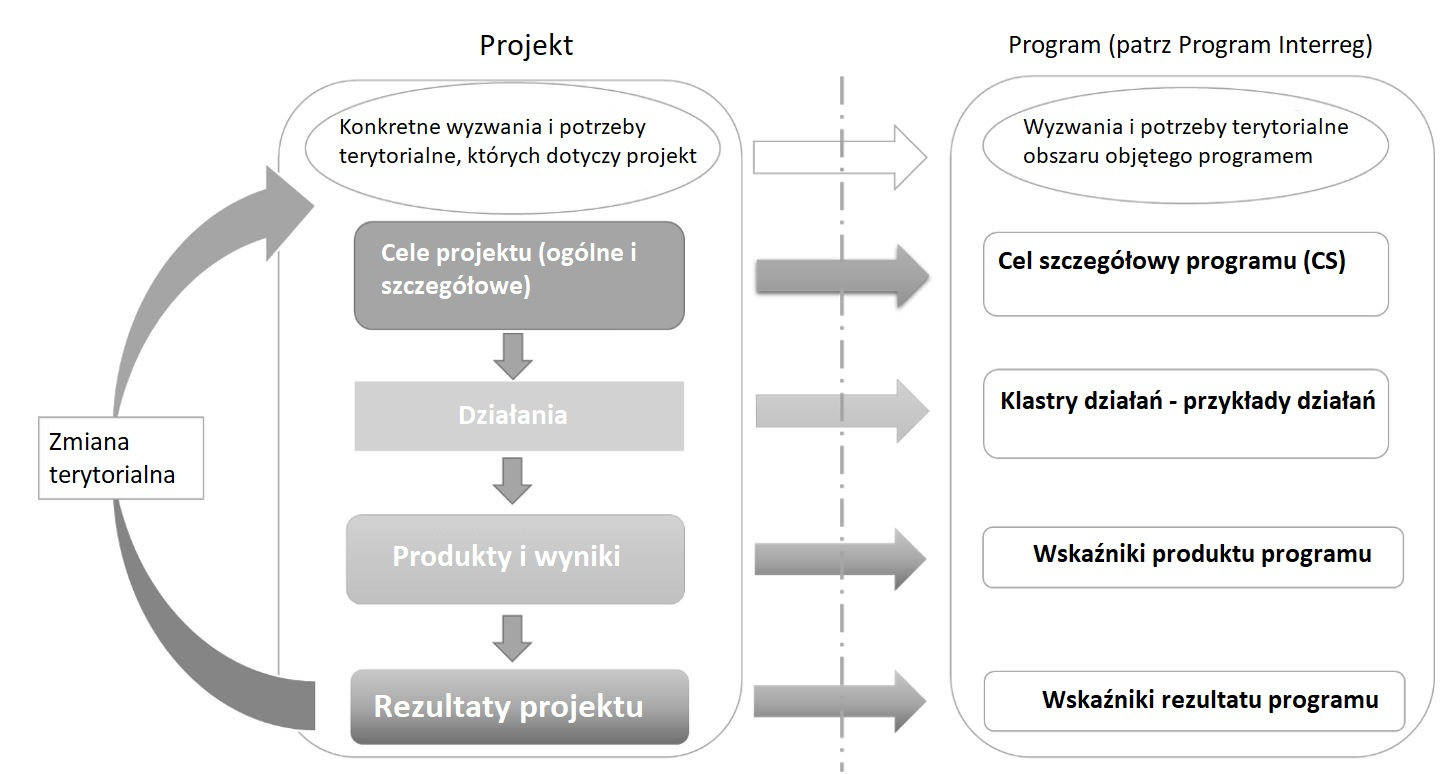 Projekt
Program (patrz Program Interreg)
Konkretne wyzwania i potrzeby
terytorialne, których dotyczy projekt
Wyzwania i potrzeby terytorialne
obszaru objętego programem
Cele projektu (ogólne i
szczegółowe)
Cel szczegółowy programu (CS)
Działania
Klastry działań - przykłady działań
Zmiana
terytorialna
Produkty i wyniki
Wskaźniki produktu programu
Rezultaty projektu
Wskaźniki rezultatu programu